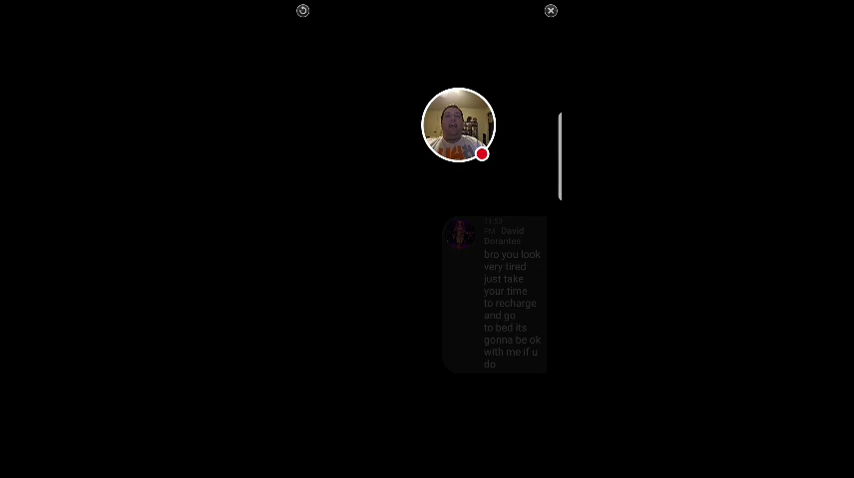 11:53
PM David
Dorantes
bro you look
very tired
just take
your time
to recharge
and go
to bed its
gonna be ok
with me if u
do